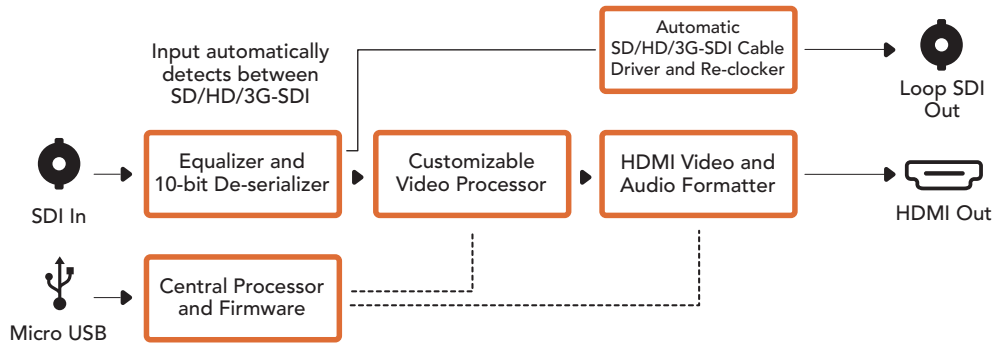 Input automatically
detects between
SD/HD/3G-SDI
Automatic
SD/HD/3G-SDI Cable
Driver and Re-clocker
Loop SDI
Out
SDI In
Equalizer and
10-bit De-serializer
Customizable
Video Processor
HDMI Video and
Audio Formatter
HDMI Out
Micro USB
Central Processor
and Firmware